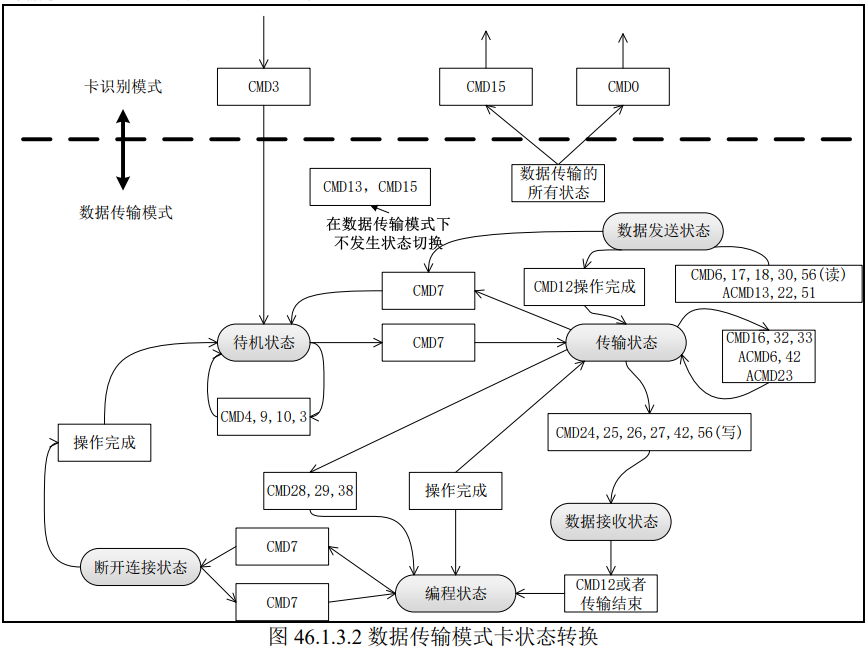 卡识别模式
CMD3
CMD15
CMD0
数据传输模式
CMD13，CMD15
数据传输的
所有状态
在数据传输模式下
不发生状态切换
数据发送状态
CMD7
CMD12操作完成
CMD6,17,18,30,56(读)
ACMD13,22,51
待机状态
CMD7
传输状态
CMD16,32,33
ACMD6,42
ACMD23
CMD4,9,10,3
操作完成
CMD24,25,26,27,42,56(写)
CMD28,29,38
操作完成
数据接收状态
CMD7
断开连接状态
CMD7
编程状态
CMD12或者
传输结束
图 46.1.3.2 数据传输模式卡状态转换